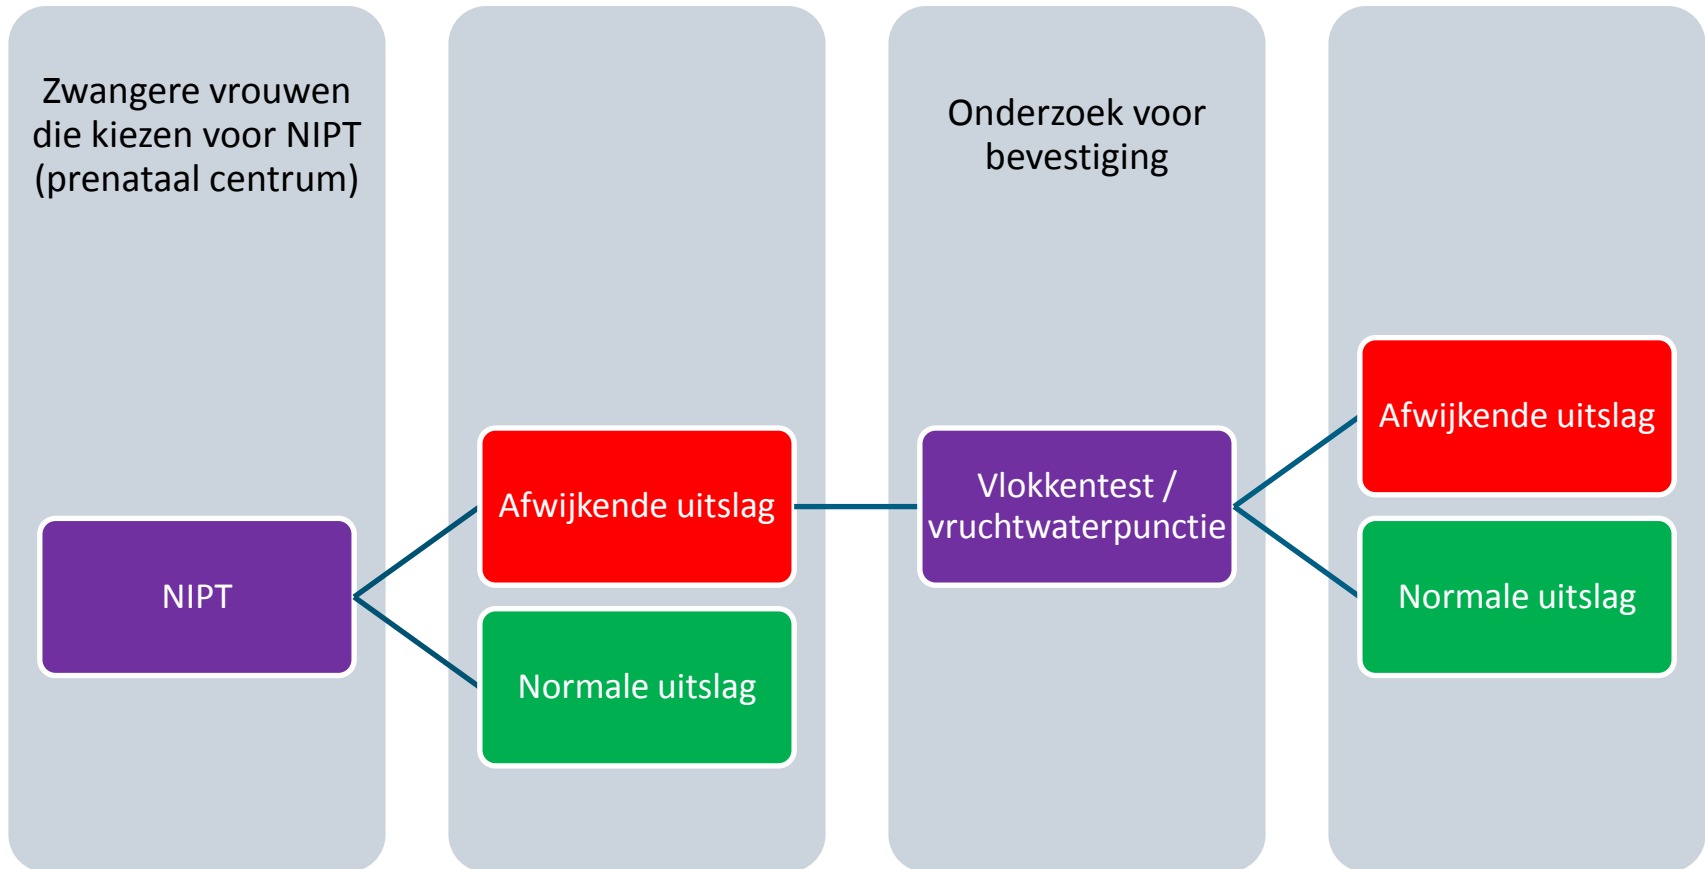 Zwangere vrouwen
die kiezen voor NIPT
(prenataal centrum)
Onderzoek voor
bevestiging
NIPT
Afwijkende uitslag
Normale uitslag
Vlokkentest /
vruchtwaterpunctie
Afwijkende uitslag
Normale uitslag